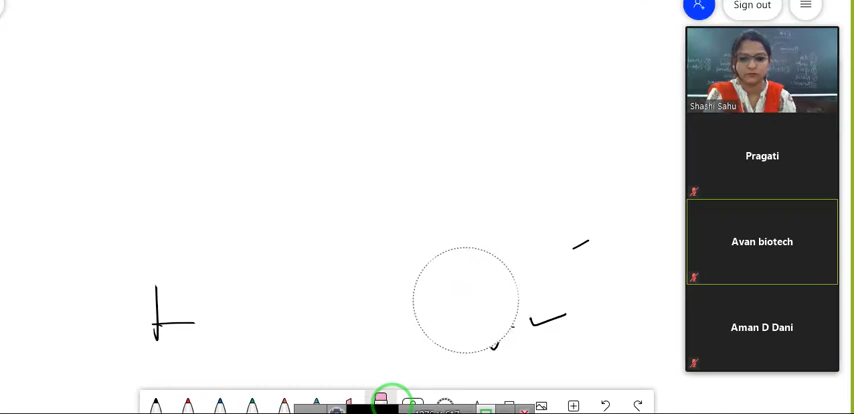 Sign out
Shashi Sahu
Pragati
Avan biotech
Aman D Dani